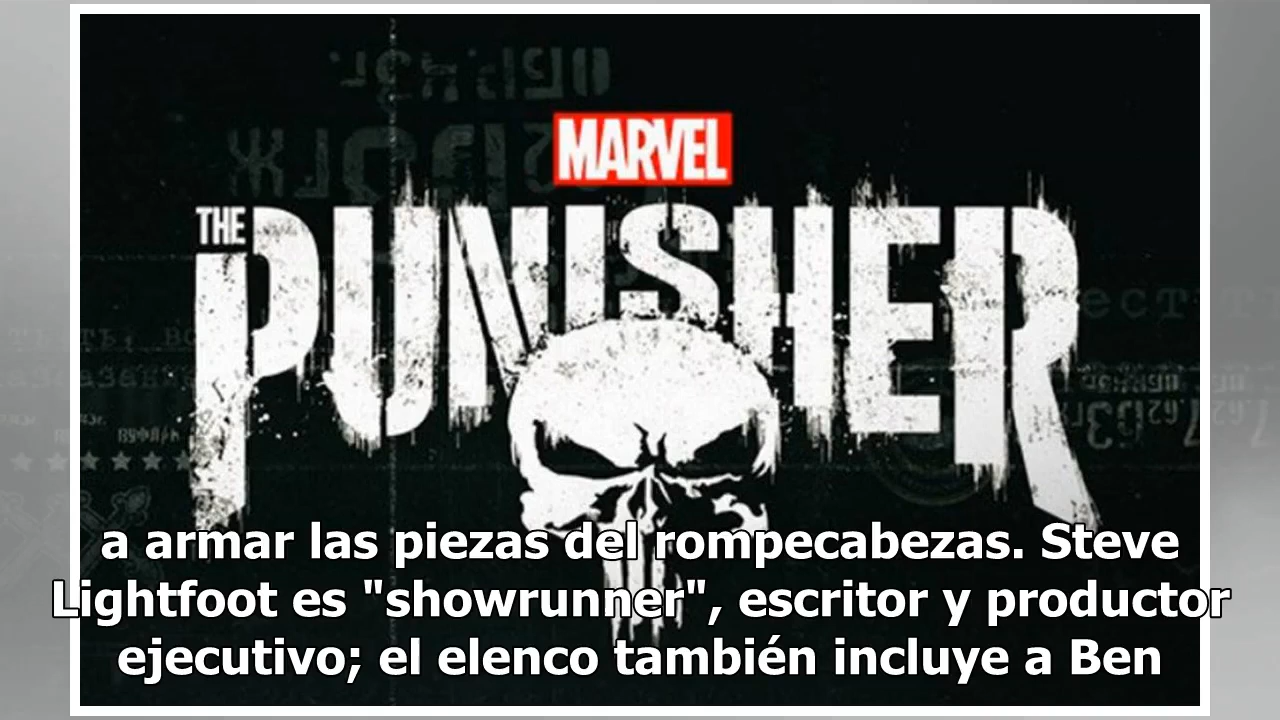 MARVEL
THE
PUNISHER
a armar las piezas del rompecabezas. Steve
Lightfoot es "showrunner", escritor y productor
ejecutivo; el elenco también incluye a Ben